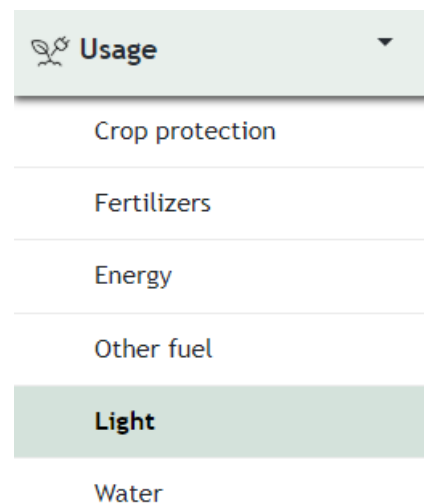 Usage
Crop protection
Fertilizers
Energy
Other fuel
Light
Water